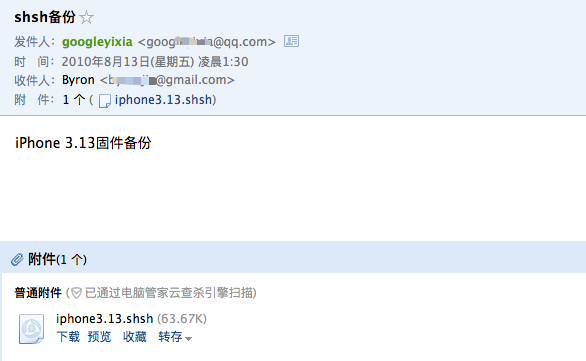 shsh备份
发件人：googleyixia <goog@qq.com>
时　间：2010年8月13日(星期五) 凌晨1:30
收件人：Byron <b@gmail.com>
附　件：1 个 ( iphone3.13.shsh)
iPhone 3.13固件备份
附件(1 个)
普通附件 (已通过电脑管家云查杀引擎扫描)
iphone3.13.shsh (63.67K)
下载 预览 收藏 转存